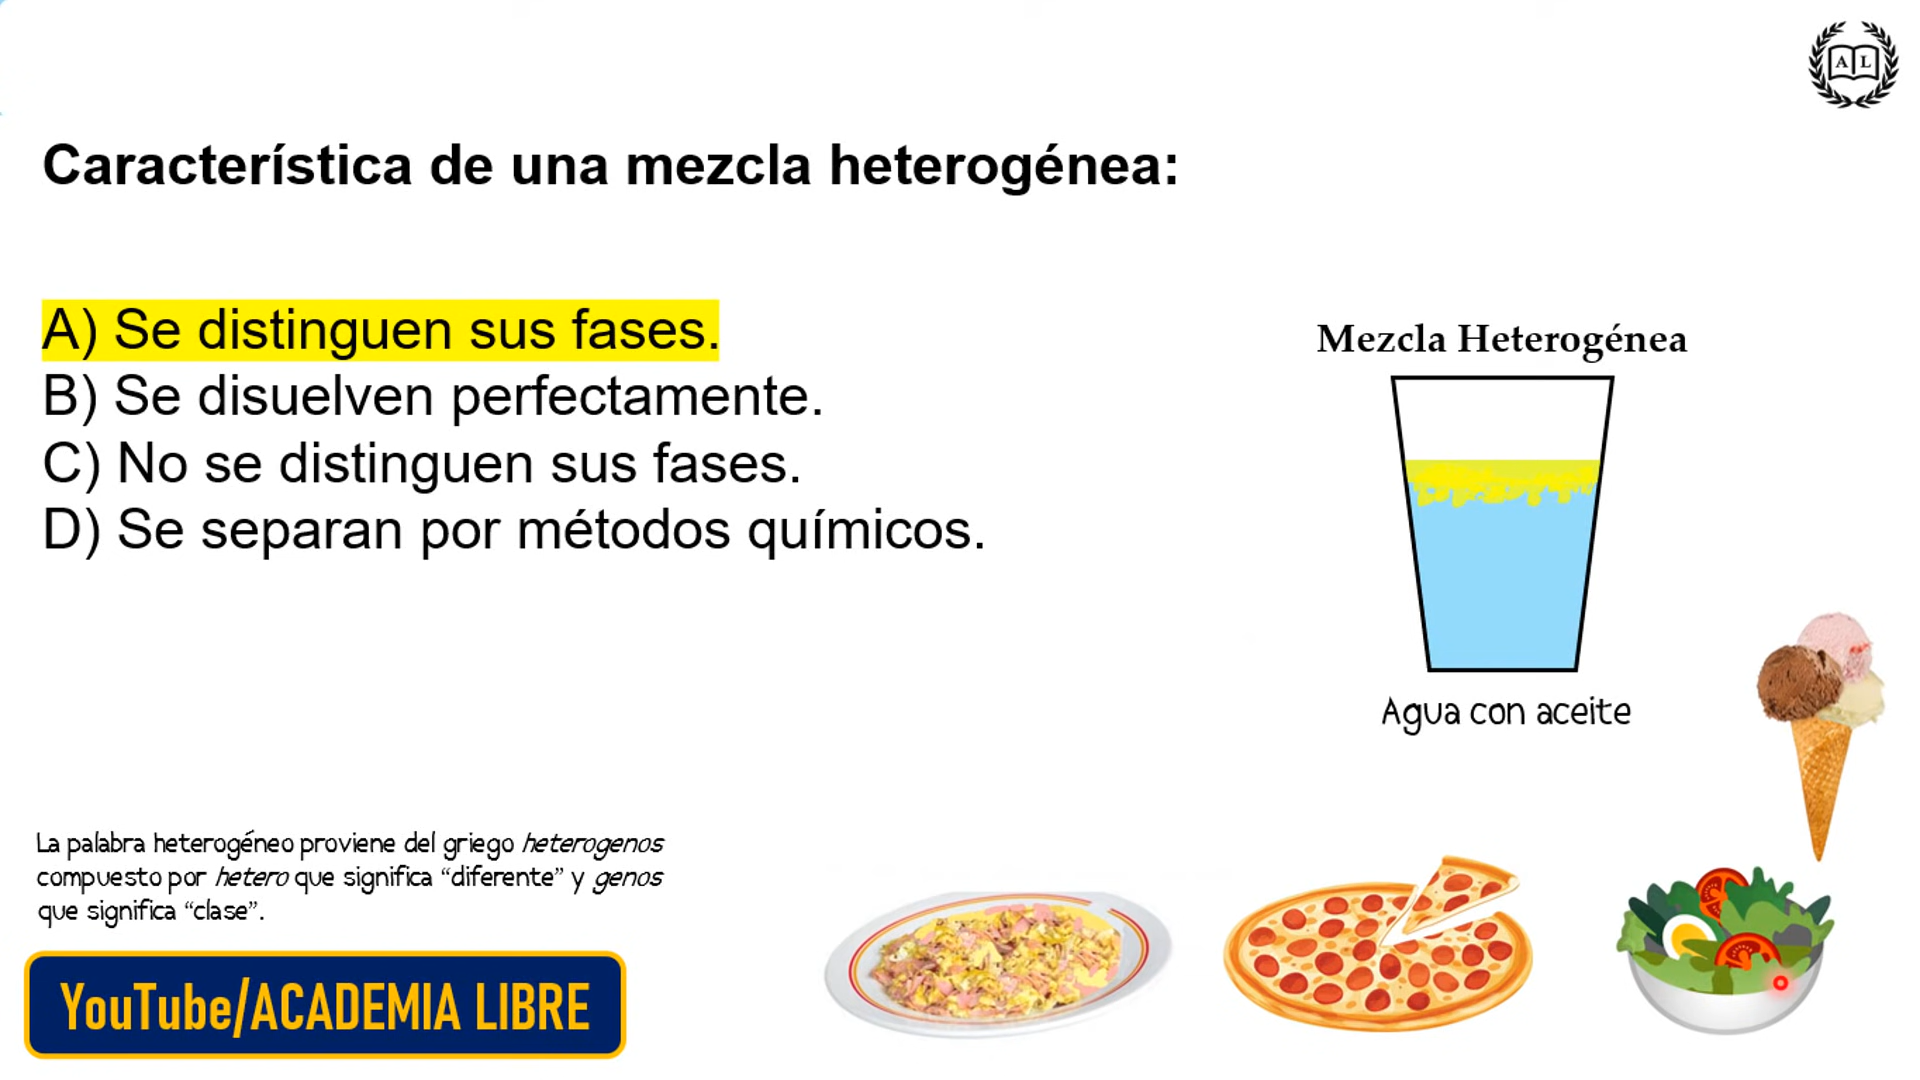 A L
Característica de una mezcla heterogénea:
A) Se distinguen sus fases.
B) Se disuelven perfectamente.
C) No se distinguen sus fases.
D) Se separan por métodos químicos.
Mezcla Heterogénea
Agua con aceite
La palabra heterogéneo proviene del griego heterogenos
compuesto por hetero que significa “diferente” y genos
que significa “clase”.
YouTube/ACADEMIA LIBRE